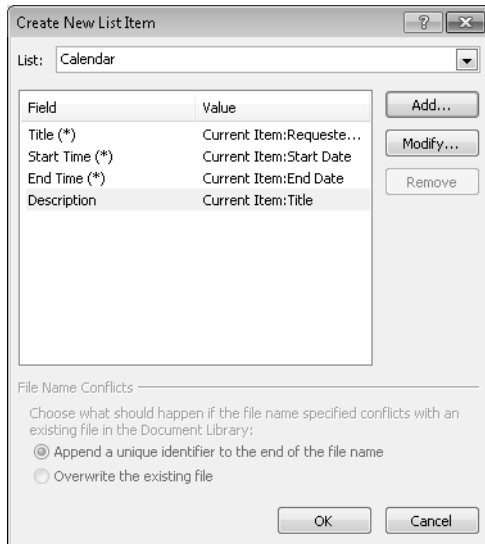 Create New List Item
?
List: Calendar
Add...
Field Value
Title (*) Current Item:Requeste...
Modify...
Start Time (*) Current Item:Start Date
End Time (*) Current Item:End Date
Remove
Description Current Item:Title
File Name Conflicts
Choose what should happen if the file name specified conflicts with an
existing file in the Document Library:
Append a unique identifier to the end of the file name
Overwrite the existing file
OK Cancel